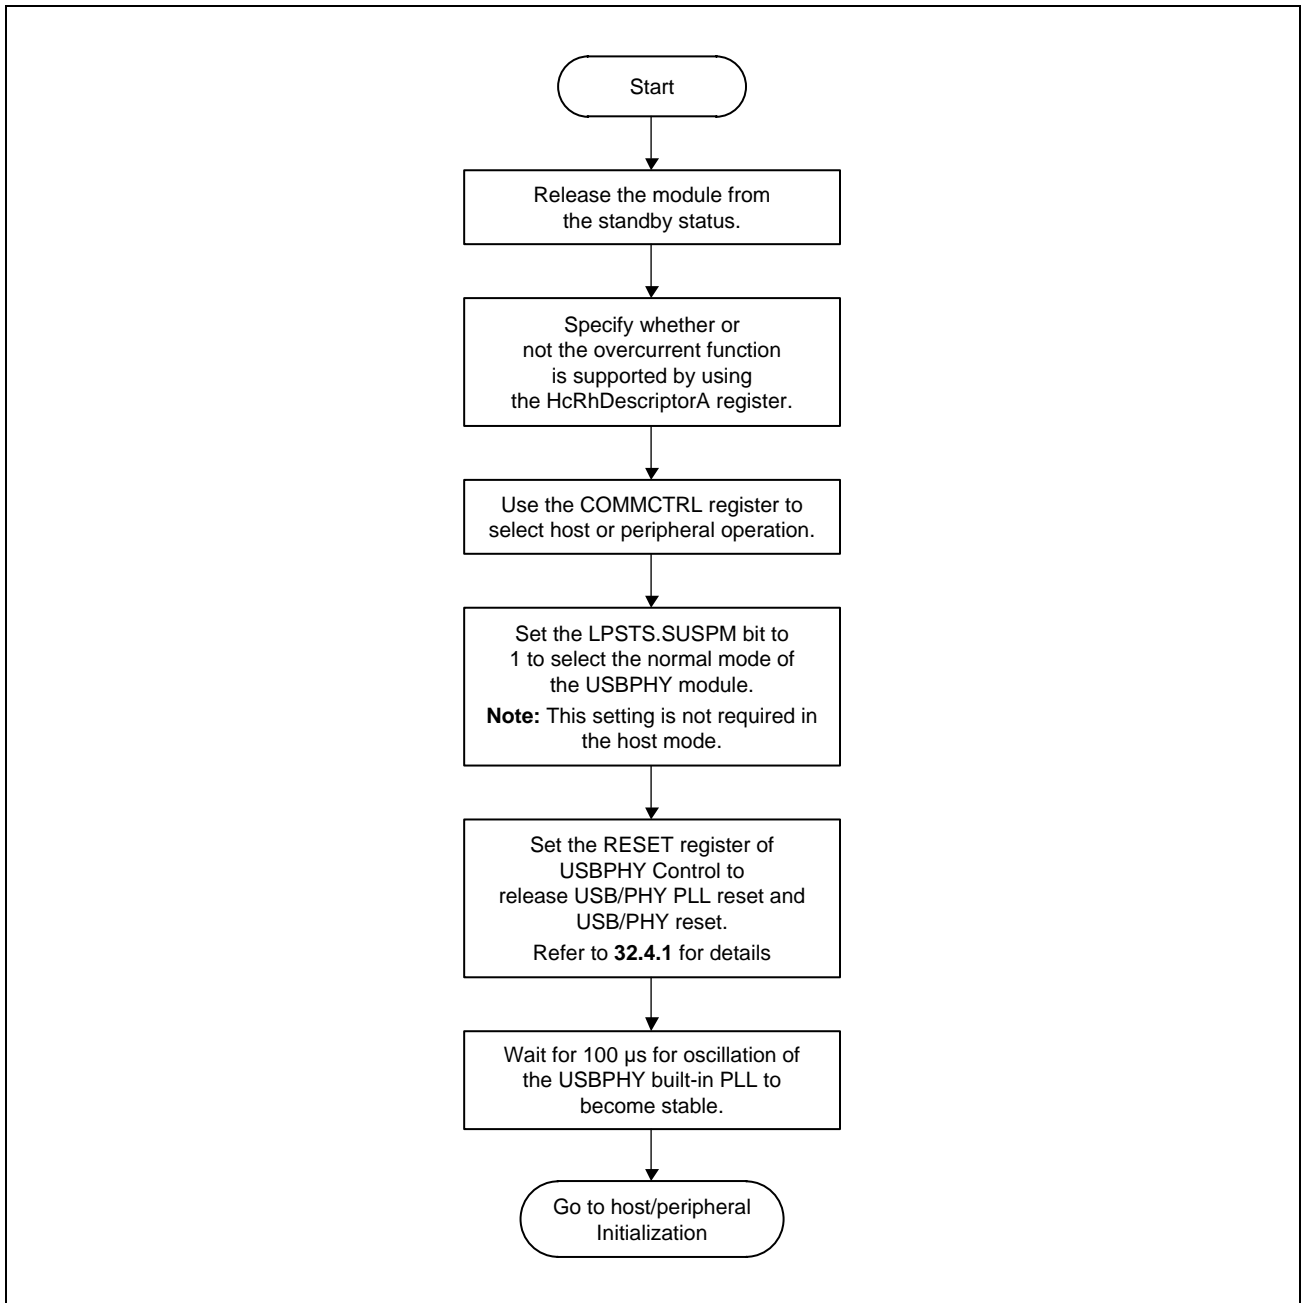 Start
Release the module from
the standby status.
Specify whether or
not the overcurrent function
is supported by using
the HcRhDescriptorA register.
Use the COMMCTRL register to
select host or peripheral operation.
Set the LPSTS.SUSPM bit to
1 to select the normal mode of
the USBPHY module.
Note: This setting is not required in
the host mode.
Set the RESET register of
USBPHY Control to
release USB/PHY PLL reset and
USB/PHY reset.
Refer to 32.4.1 for details
Wait for 100 µs for oscillation of
the USBPHY built-in PLL to
become stable.
Go to host/peripheral
Initialization